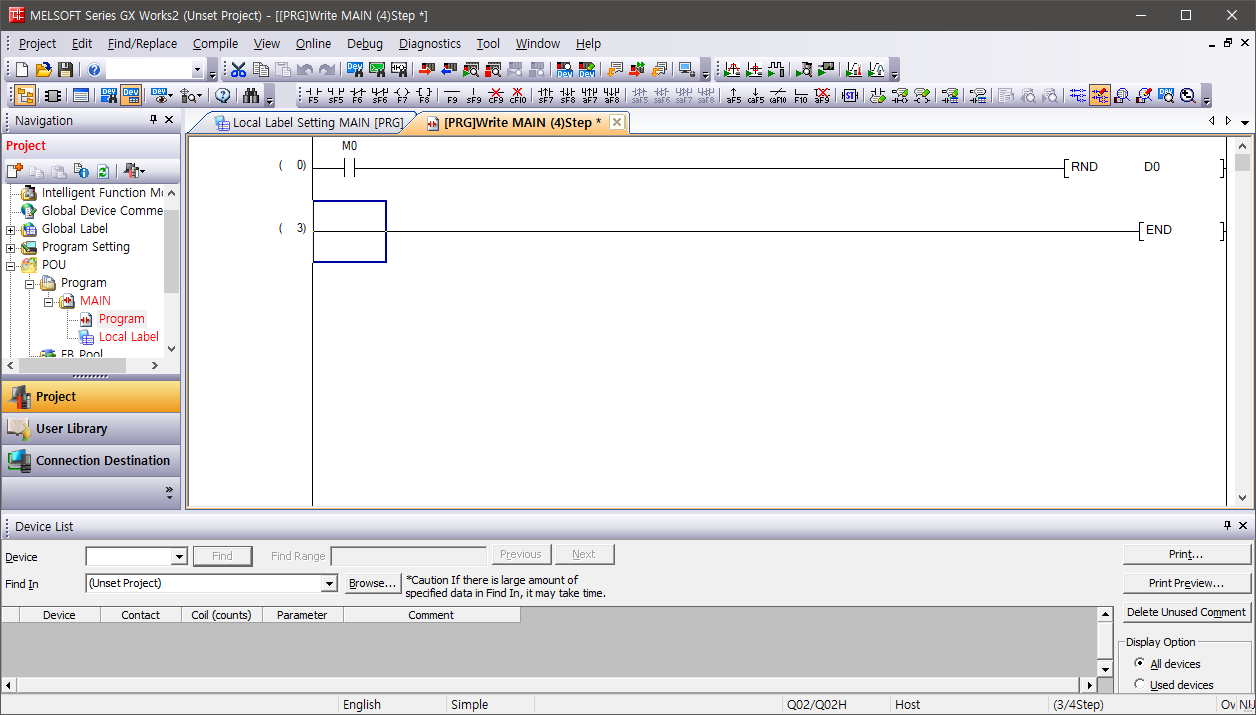 MELSOFT Series GX Works2 (Unset Project) - [[PRG]Write MAIN (4)Step *]
Project Edit Find/Replace Compile View Online Debug Diagnostics Tool Window Help
F5 sF5 F6 sF6 F7 F8 F9 sF9 cF9 cF10 sF7 sF8 aF7 aF8 saF5 saF6 saF7 saF8 aF5 caF5 caF10 F10 aF9
Navigation
Local Label Setting MAIN [PRG]
[PRG]Write MAIN (4)Step *
Project
Intelligent Function Mo
Global Device Comme
Global Label
Program Setting
POU
Program
MAIN
Program
Local Label
FB Pool
Project
User Library
Connection Destination
M0
( 0)
RND D0
( 3)
END
Device List
Device
Find
Find Range
Previous
Next
Print...
Find In
(Unset Project)
Browse...
*Caution If there is large amount of
specified data in Find In, it may take time.
Print Preview...
Delete Unused Comment
Device Contact Coil (counts) Parameter Comment
Display Option
All devices
Used devices
English Simple Q02/Q02H Host (3/4Step) Ov NU